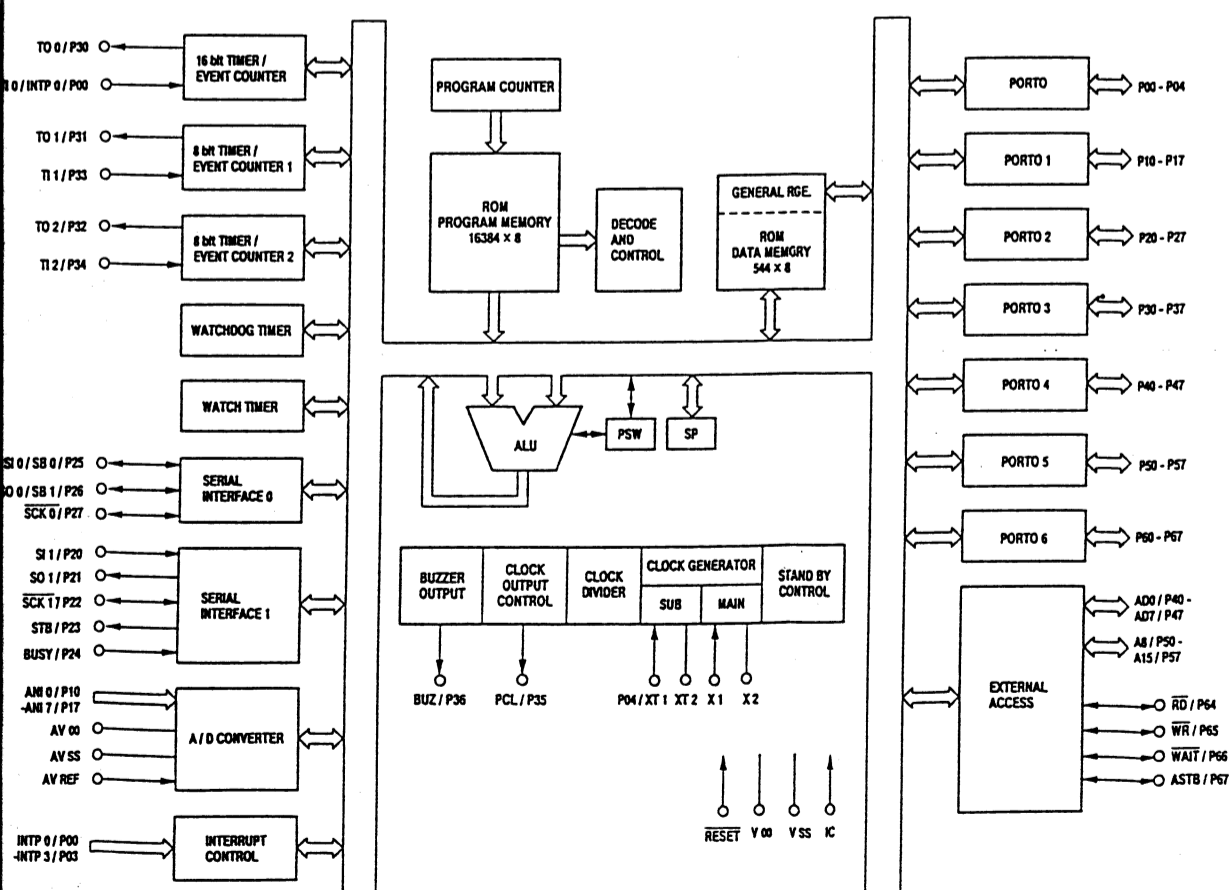 TO 0 / P30
I 0 / INTP 0 / P00
16 bit TIMER /
EVENT COUNTER
TO 1 / P31
TI 1 / P33
8 bit TIMER /
EVENT COUNTER 1
TO 2 / P32
TI 2 / P34
8 bit TIMER /
EVENT COUNTER 2
WATCHDOG TIMER
WATCH TIMER
SI 0 / SB 0 / P25
SO 0 / SB 1 / P26
SCK 0 / P27
SERIAL
INTERFACE 0
SI 1 / P20
SO 1 / P21
SCK 1 / P22
STB / P23
BUSY / P24
SERIAL
INTERFACE 1
ANI 0 / P10
-ANI 7 / P17
AV OO
AV SS
AV REF
A / D CONVERTER
INTP 0 / P00
-INTP 3 / P03
INTERRUPT
CONTROL
PROGRAM COUNTER
ROM
PROGRAM MEMORY
16384 × 8
DECODE
AND
CONTROL
GENERAL RGE.
ROM
DATA MEMGRY
544 × 8
ALU
PSW
SP
BUZZER
OUTPUT
CLOCK
OUTPUT
CONTROL
CLOCK
DIVIDER
CLOCK GENERATOR
SUB
MAIN
STAND BY
CONTROL
BUZ / P36
PCL / P35
P04 / XT 1
XT 2
X 1
X 2
RESET
V OO
V SS
IC
PORTO
P00 - P04
PORTO 1
P10 - P17
PORTO 2
P20 - P27
PORTO 3
P30 - P37
PORTO 4
P40 - P47
PORTO 5
P50 - P57
PORTO 6
P60 - P67
EXTERNAL
ACCESS
AD0 / P40 -
AD7 / P47
A8 / P50 -
A15 / P57
RD / P64
WR / P65
WAIT / P66
ASTB / P67